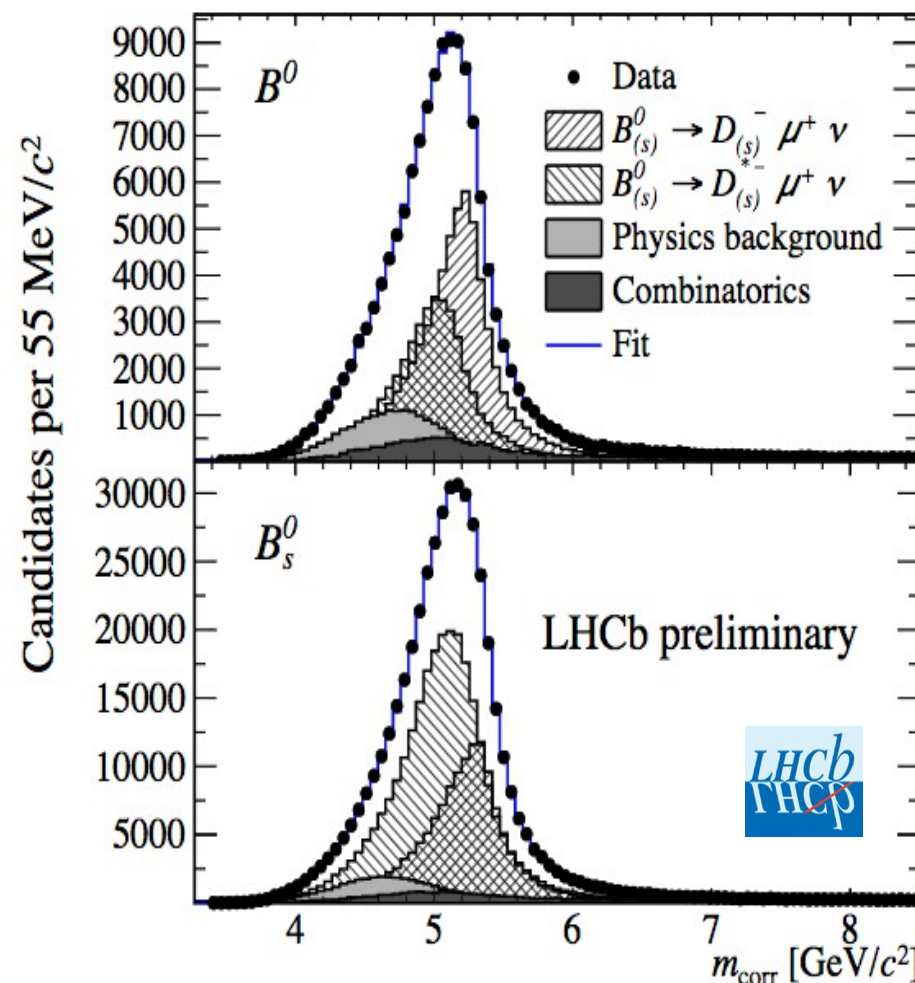 Candidates per 55 MeV/c²
9000
8000
7000
6000
5000
4000
3000
2000
1000
B⁰
Data
B⁰₍ₛ₎ → D₍ₛ₎⁻ μ⁺ ν
B⁰₍ₛ₎ → D₍ₛ₎*⁻ μ⁺ ν
Physics background
Combinatorics
Fit
30000
25000
20000
15000
10000
5000
B⁰ₛ
LHCb preliminary
LHCb
LHCp
4 5 6 7 8
m_corr [GeV/c²]